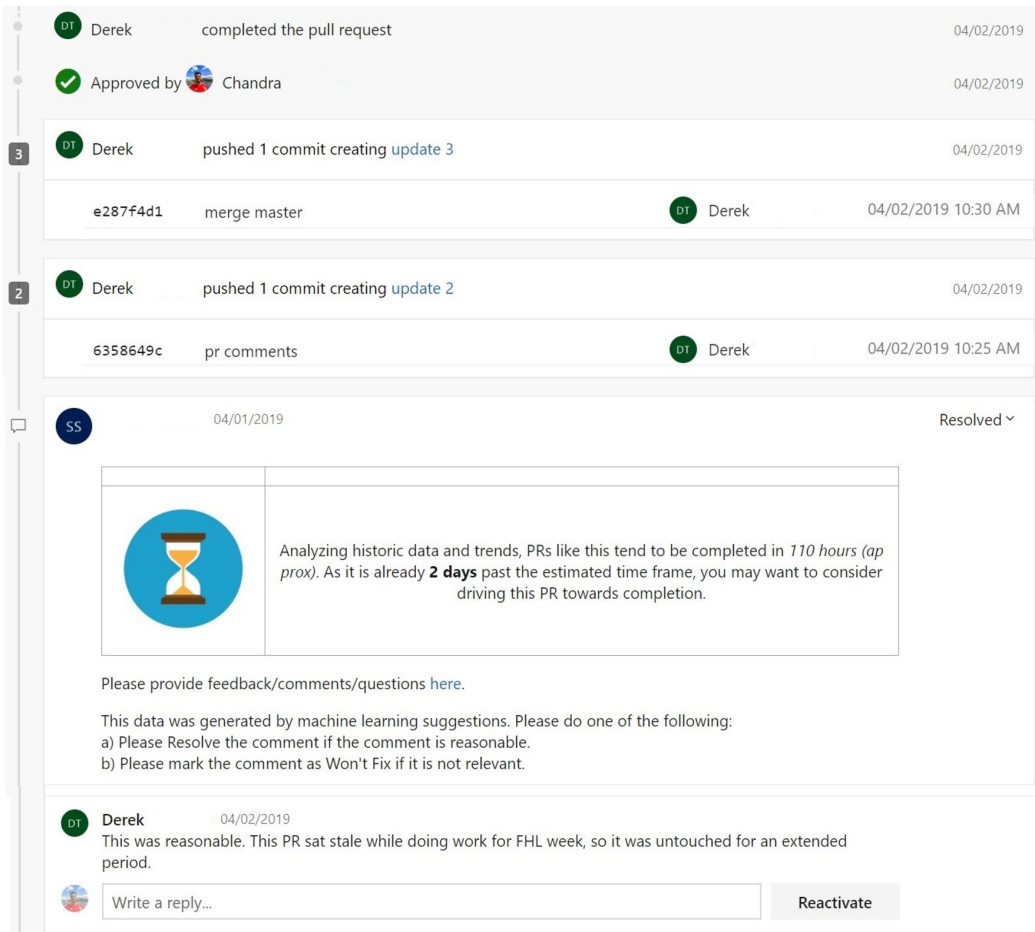 DT Derek completed the pull request 04/02/2019
Approved by Chandra 04/02/2019
3 DT Derek pushed 1 commit creating update 3 04/02/2019
e287f4d1 merge master DT Derek 04/02/2019 10:30 AM
2 DT Derek pushed 1 commit creating update 2 04/02/2019
6358649c pr comments DT Derek 04/02/2019 10:25 AM
SS 04/01/2019 Resolved
Analyzing historic data and trends, PRs like this tend to be completed in 110 hours (ap
prox). As it is already 2 days past the estimated time frame, you may want to consider
driving this PR towards completion.
Please provide feedback/comments/questions here.
This data was generated by machine learning suggestions. Please do one of the following:
a) Please Resolve the comment if the comment is reasonable.
b) Please mark the comment as Won't Fix if it is not relevant.
DT Derek 04/02/2019
This was reasonable. This PR sat stale while doing work for FHL week, so it was untouched for an extended
period.
Write a reply... Reactivate